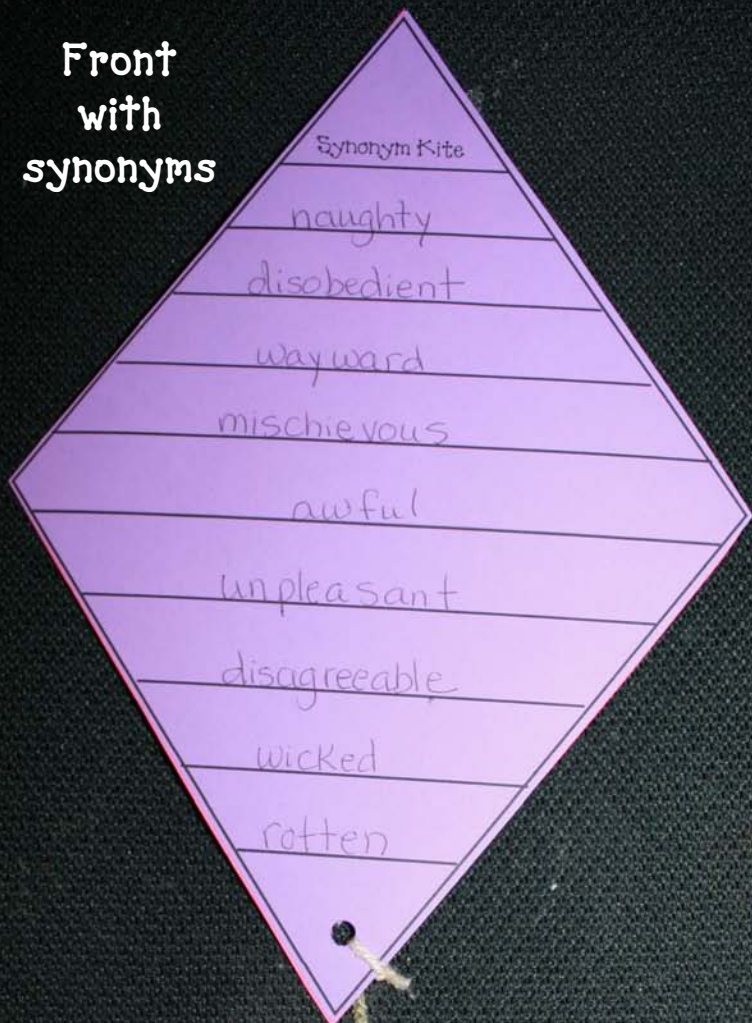 Front
with
synonyms
Synonym Kite
naughty
disobedient
wayward
mischievous
awful
unpleasant
disagreeable
wicked
rotten